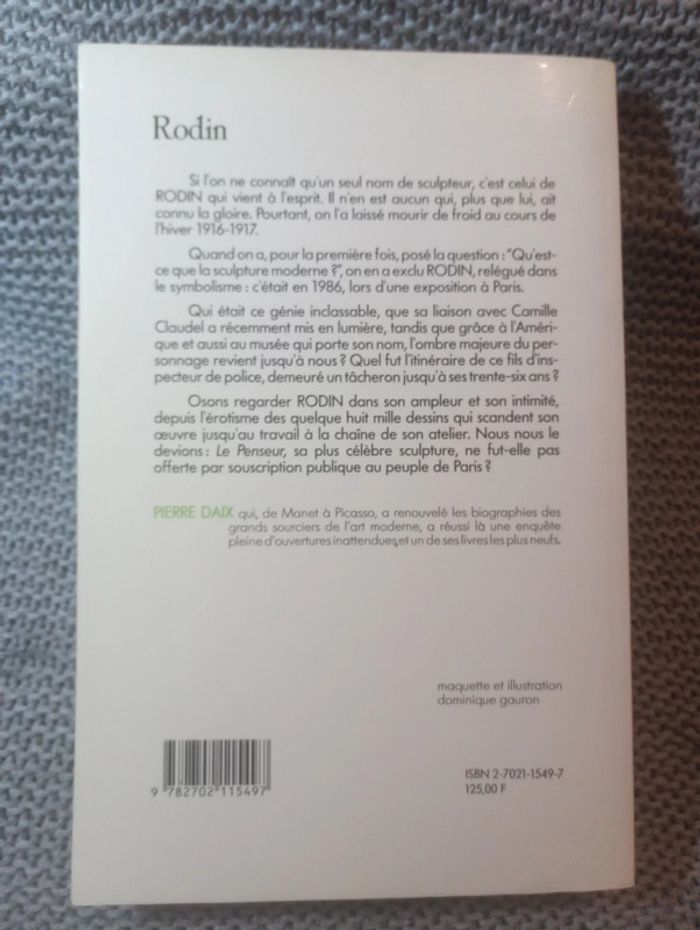 Rodin
Si l'on ne connaît qu'un seul nom de sculpteur, c'est celui de
RODIN qui vient à l'esprit. Il n'en est aucun qui, plus que lui, ait
connu la gloire. Pourtant, on l'a laissé mourir de froid au cours de
l'hiver 1916-1917.
Quand on a, pour la première fois, posé la question : "Qu'est-
ce que la sculpture moderne ?", on en a exclu RODIN, relégué dans
le symbolisme : c'était en 1986, lors d'une exposition à Paris.
Qui était ce génie inclassable, que sa liaison avec Camille
Claudel a récemment mis en lumière, tandis que grâce à l'Améri-
que et aussi au musée qui porte son nom, l'ombre majeure du per-
sonnage revient jusqu'à nous ? Quel fut l'itinéraire de ce fils d'ins-
pecteur de police, demeuré un tâcheron jusqu'à ses trente-six ans ?
Osons regarder RODIN dans son ampleur et son intimité,
depuis l'érotisme des quelque huit mille dessins qui scandent son
œuvre jusqu'au travail à la chaîne de son atelier. Nous nous le
devions : Le Penseur, sa plus célèbre sculpture, ne fut-elle pas
offerte par souscription publique au peuple de Paris ?
PIERRE DAIX qui, de Manet à Picasso, a renouvelé les biographies des
grands sourciers de l'art moderne, a réussi là une enquête
pleine d'ouvertures inattendues, et un de ses livres les plus neufs.
maquette et illustration
dominique gauron
ISBN 2-7021-1549-7
125,00 F
9 782702 115497